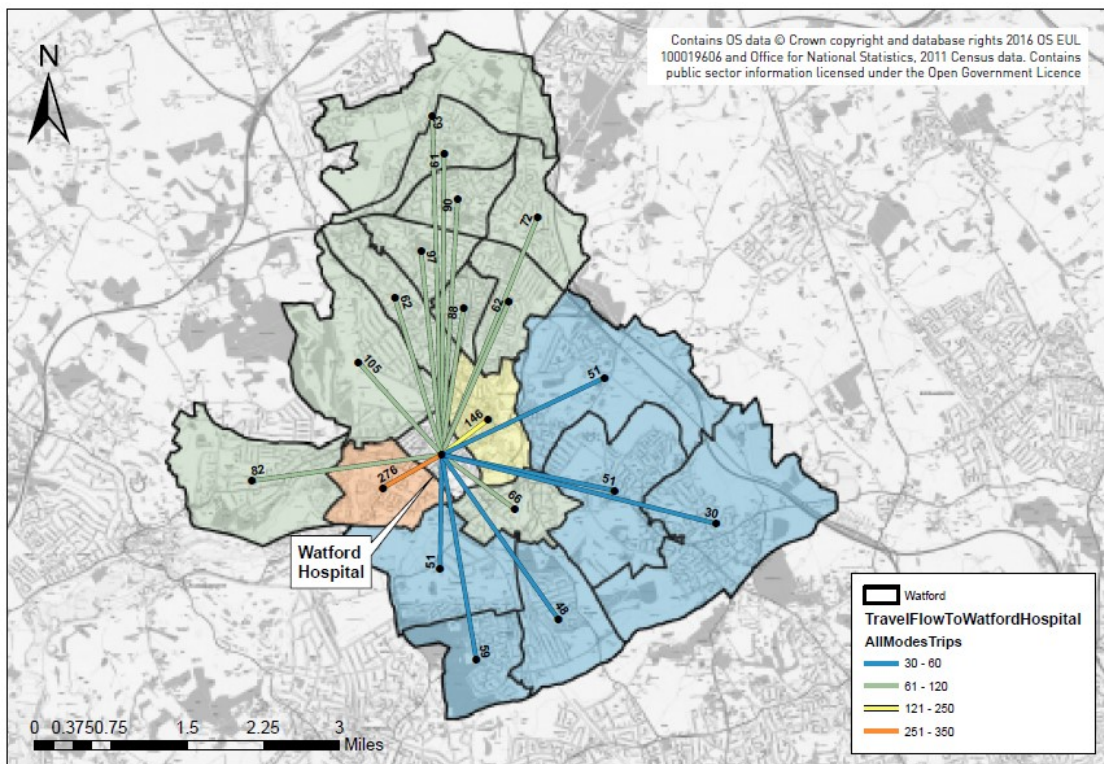 N
Contains OS data © Crown copyright and database rights 2016 OS EUL
100019606 and Office for National Statistics, 2011 Census data. Contains
public sector information licensed under the Open Government Licence
63
61
90
72
97
62
88
62
105
51
146
82
276
51
30
66
Watford
Hospital
51
48
59
Watford
TravelFlowToWatfordHospital
AllModesTrips
30 - 60
61 - 120
121 - 250
251 - 350
0 0.375 0.75 1.5 2.25 3
Miles